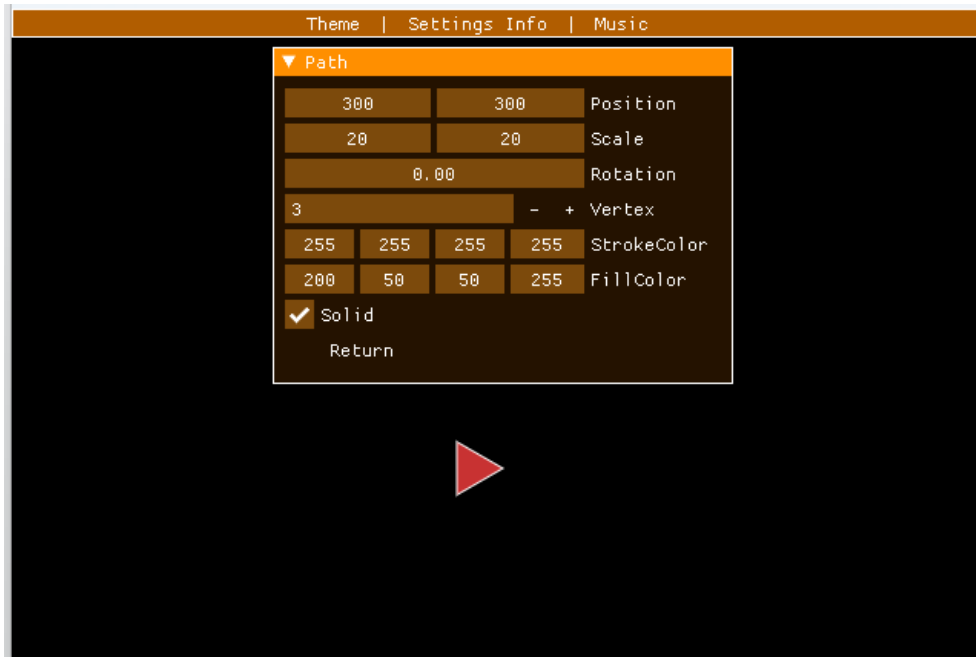 Theme | Settings Info | Music
Path
300 300 Position
20 20 Scale
0.00 Rotation
3 - + Vertex
255 255 255 255 StrokeColor
200 50 50 255 FillColor
Solid
Return